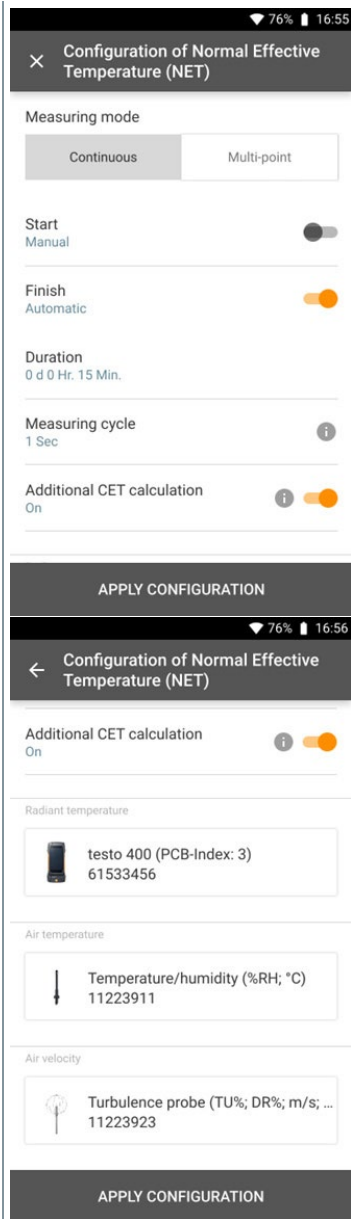 76% 16:55
Configuration of Normal Effective
Temperature (NET)
Measuring mode
Continuous Multi-point
Start
Manual
Finish
Automatic
Duration
0 d 0 Hr. 15 Min.
Measuring cycle
1 Sec
Additional CET calculation
On
APPLY CONFIGURATION
76% 16:56
Configuration of Normal Effective
Temperature (NET)
Additional CET calculation
On
Radiant temperature
testo 400 (PCB-Index: 3)
61533456
Air temperature
Temperature/humidity (%RH; °C)
11223911
Air velocity
Turbulence probe (TU%; DR%; m/s; ...
11223923
APPLY CONFIGURATION